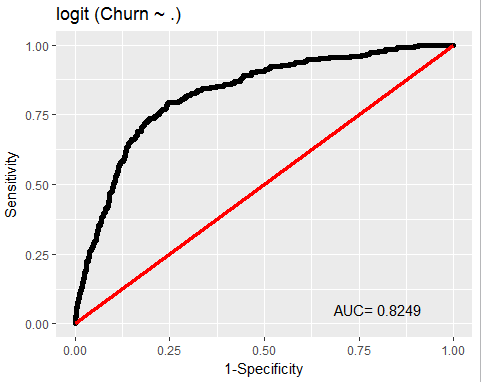 logit (Churn ~ .)
1.00
0.75
0.50
0.25
0.00
Sensitivity
AUC= 0.8249
0.00 0.25 0.50 0.75 1.00
1-Specificity